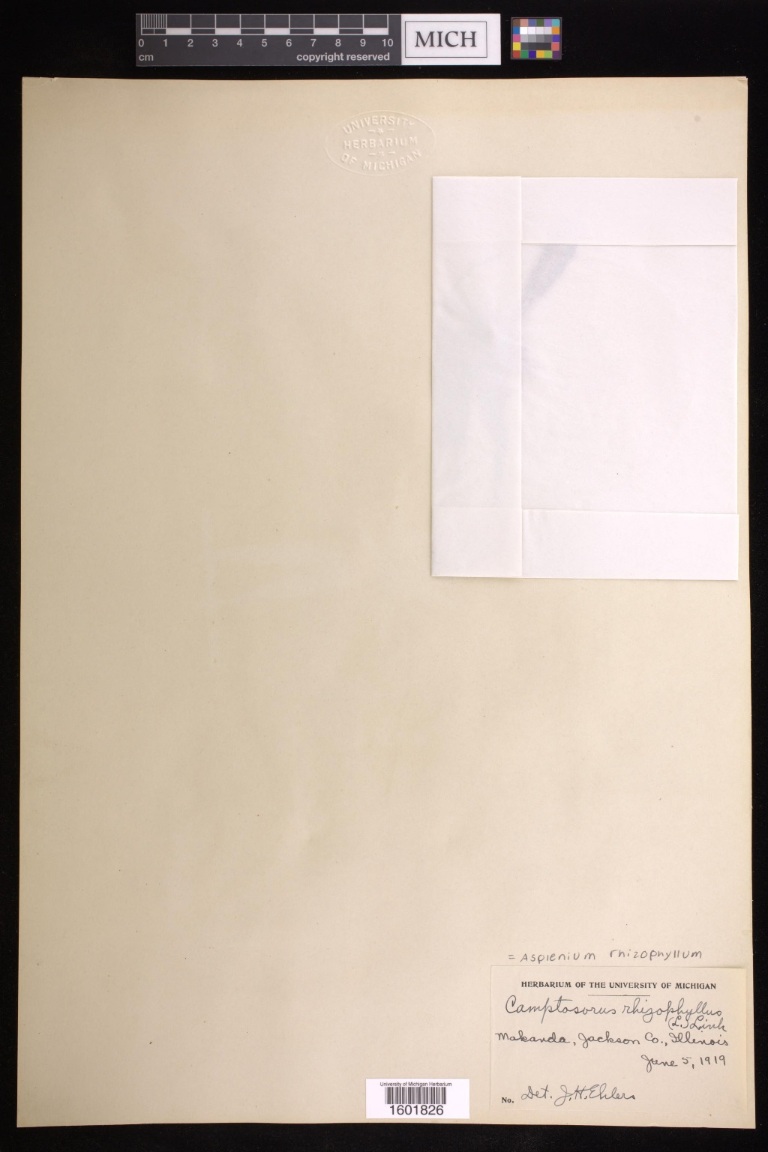 0 1 2 3 4 5 6 7 8 9 10
cm copyright reserved
MICH
UNIVERSITY
HERBARIUM
OF MICHIGAN
= Asplenium rhizophyllum
HERBARIUM OF THE UNIVERSITY OF MICHIGAN
Camptosorus rhizophyllus
(L.) Link
Makanda, Jackson Co., Illinois
June 5, 1919
No. Det. J.H. Ehlers
University of Michigan Herbarium
1601826